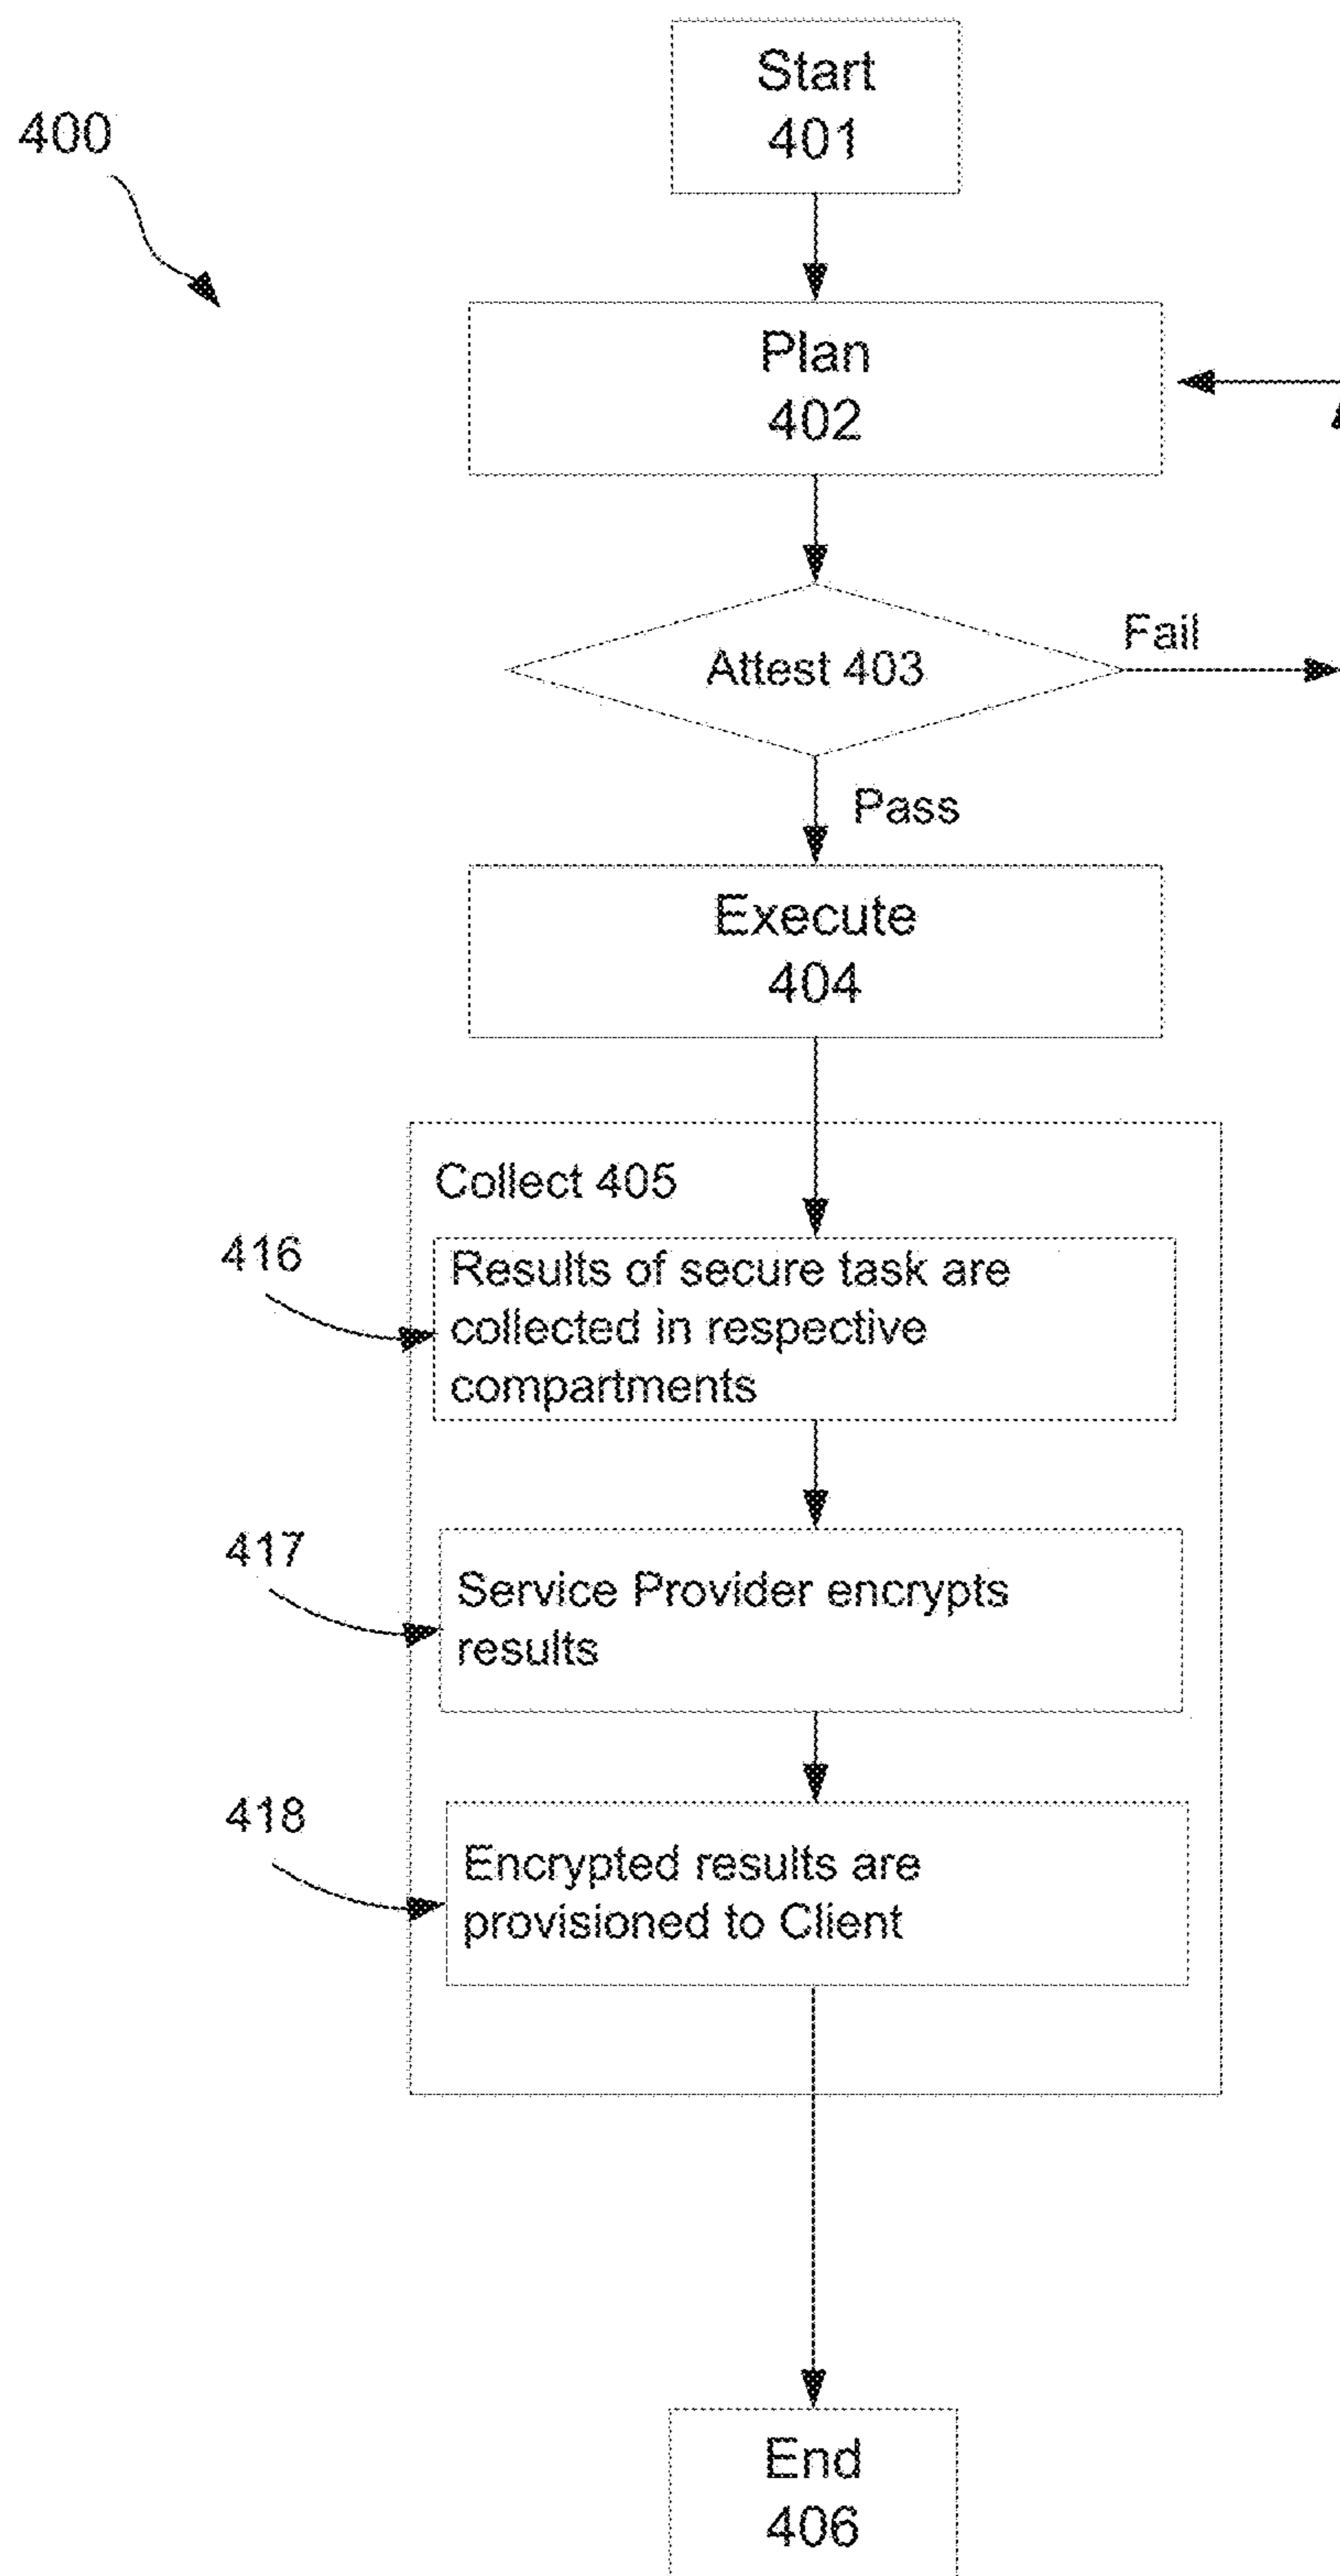 400
Start
401
Plan
402
Attest 403
Fail
Pass
Execute
404
Collect 405
416
Results of secure task are
collected in respective
compartments
417
Service Provider encrypts
results
418
Encrypted results are
provisioned to Client
End
406